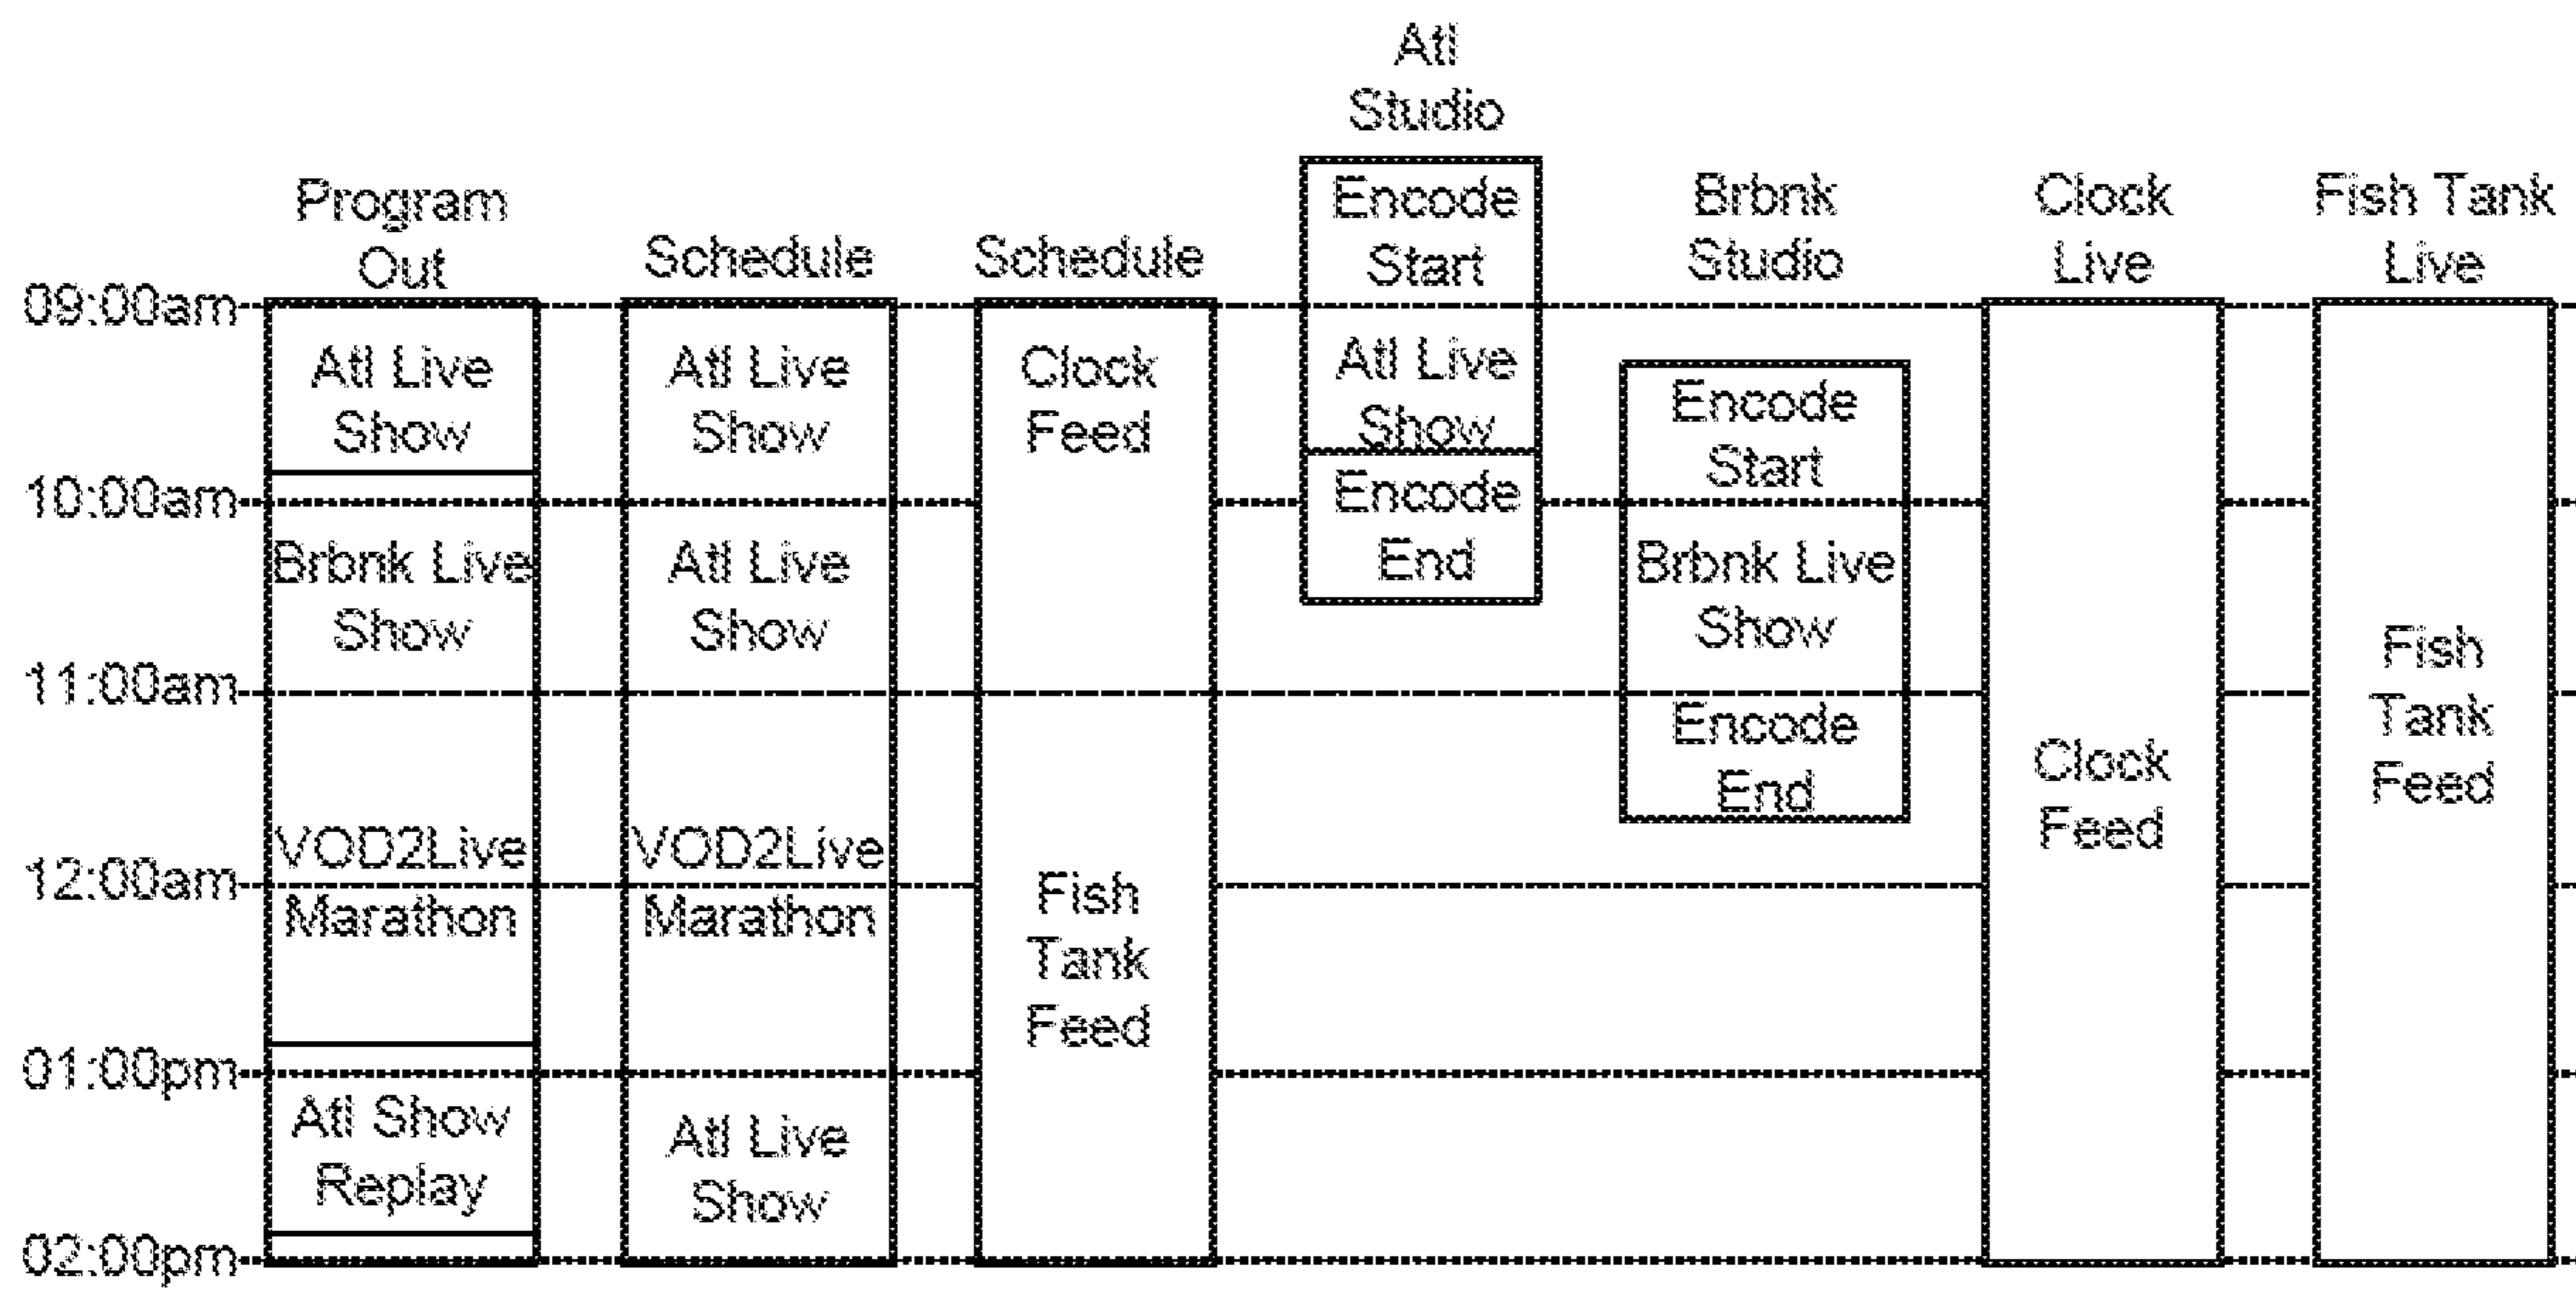 Atl
Studio
Program
Out
Schedule
Schedule
Encode
Start
Brbnk
Studio
Clock
Live
Fish Tank
Live
09:00am
Atl Live
Show
Atl Live
Show
Clock
Feed
Atl Live
Show
Encode
Start
10:00am
Encode
End
Brbnk Live
Show
Atl Live
Show
Brbnk Live
Show
11:00am
Encode
End
Clock
Feed
Fish
Tank
Feed
VOD2Live
Marathon
VOD2Live
Marathon
12:00am
Fish
Tank
Feed
01:00pm
Atl Show
Replay
Atl Live
Show
02:00pm